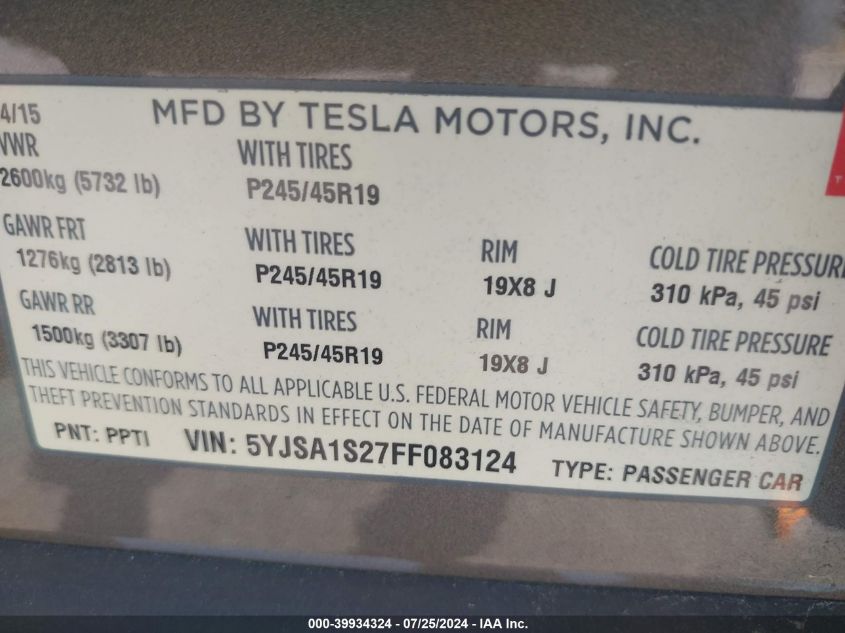 4/15 MFD BY TESLA MOTORS, INC.
VWR WITH TIRES
2600kg (5732 lb) P245/45R19
GAWR FRT WITH TIRES RIM COLD TIRE PRESSURE
1276kg (2813 lb) P245/45R19 19X8 J 310 kPa, 45 psi
GAWR RR WITH TIRES RIM COLD TIRE PRESSURE
1500kg (3307 lb) P245/45R19 19X8 J 310 kPa, 45 psi
THIS VEHICLE CONFORMS TO ALL APPLICABLE U.S. FEDERAL MOTOR VEHICLE SAFETY, BUMPER, AND
THEFT PREVENTION STANDARDS IN EFFECT ON THE DATE OF MANUFACTURE SHOWN ABOVE.
PNT: PPTI VIN: 5YJSA1S27FF083124 TYPE: PASSENGER CAR
000-39934324 - 07/25/2024 - IAA Inc.